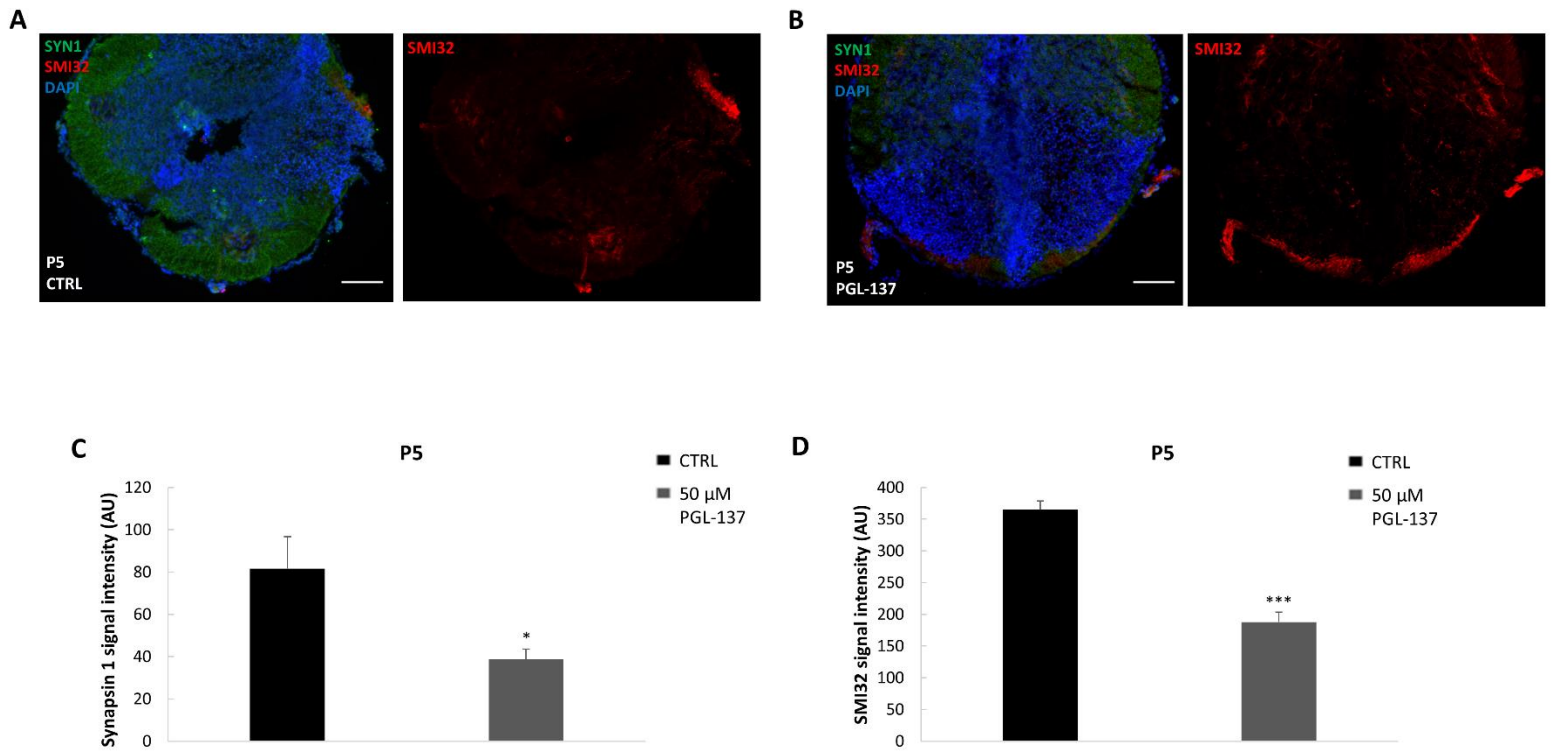 A
SYN1
SMI32
DAPI
P5
CTRL
SMI32
B
SYN1
SMI32
DAPI
P5
PGL-137
SMI32
C
P5
CTRL
50 µM
PGL-137
Synapsin 1 signal intensity (AU)
120
100
80
60
40
20
0
*
D
P5
CTRL
50 µM
PGL-137
SMI32 signal intensity (AU)
400
350
300
250
200
150
100
50
0
***